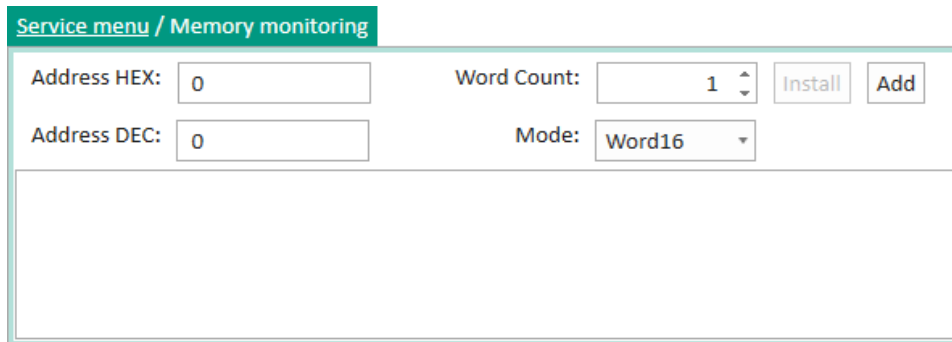 Service menu / Memory monitoring
Address HEX: 0 Word Count: 1 Install Add
Address DEC: 0 Mode: Word16